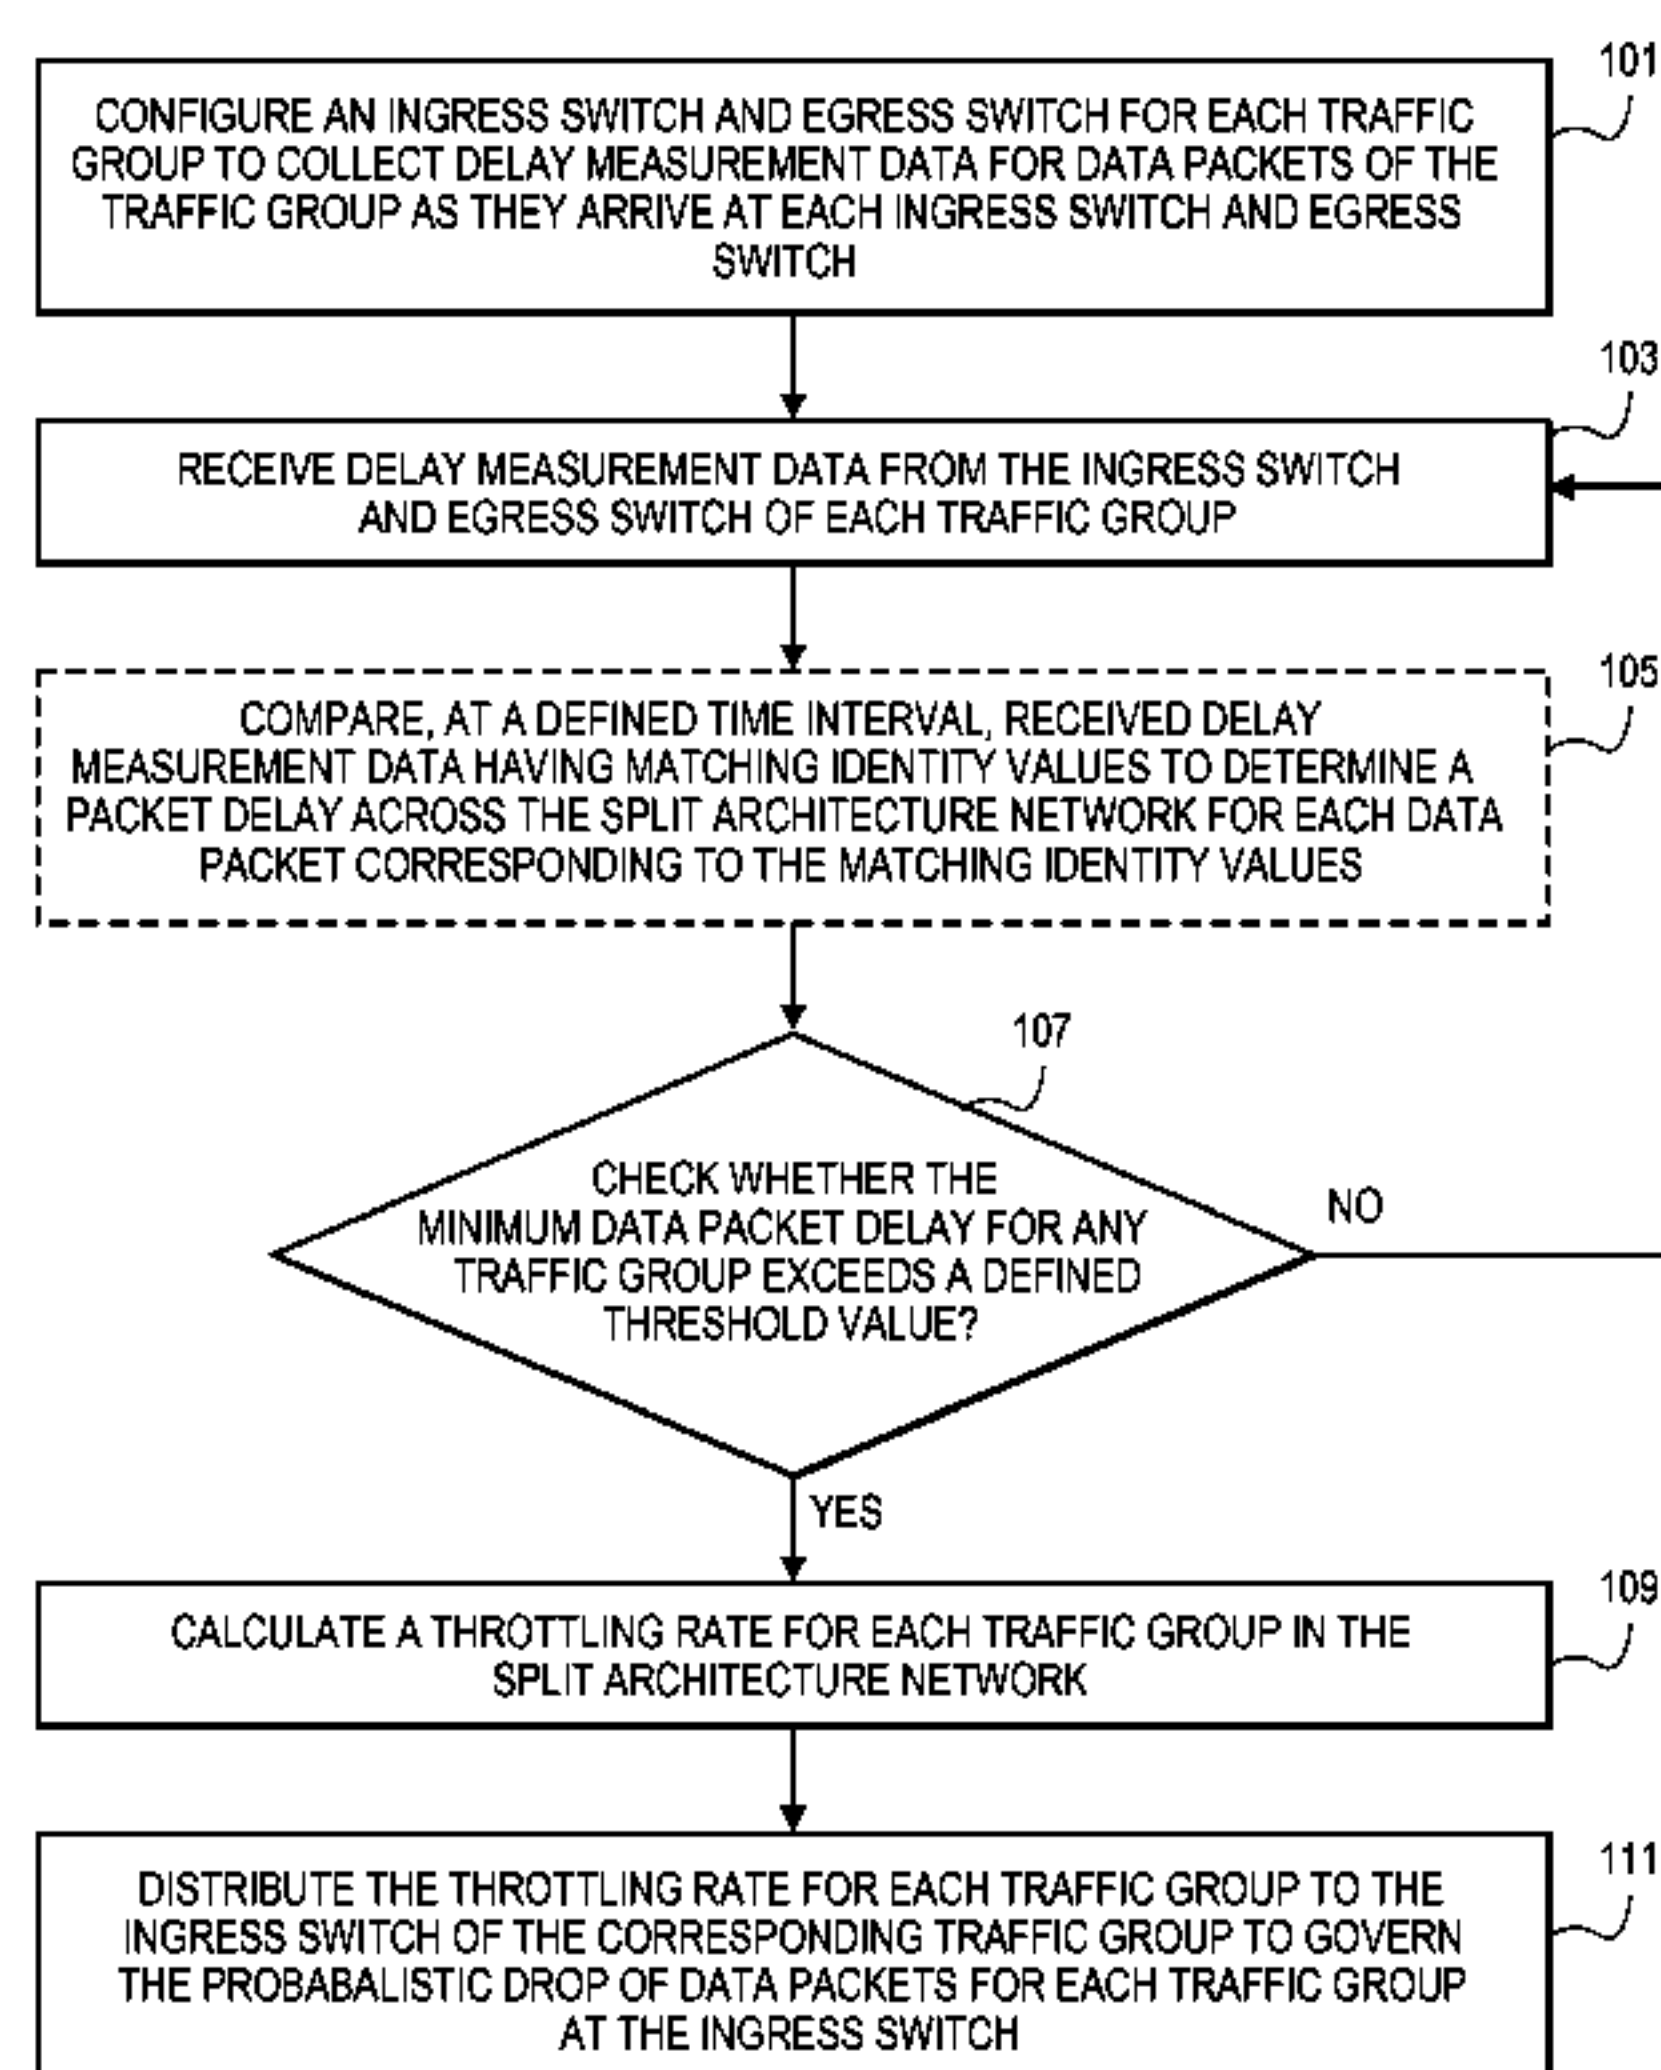 101
CONFIGURE AN INGRESS SWITCH AND EGRESS SWITCH FOR EACH TRAFFIC
GROUP TO COLLECT DELAY MEASUREMENT DATA FOR DATA PACKETS OF THE
TRAFFIC GROUP AS THEY ARRIVE AT EACH INGRESS SWITCH AND EGRESS
SWITCH
103
RECEIVE DELAY MEASUREMENT DATA FROM THE INGRESS SWITCH
AND EGRESS SWITCH OF EACH TRAFFIC GROUP
105
COMPARE, AT A DEFINED TIME INTERVAL, RECEIVED DELAY
MEASUREMENT DATA HAVING MATCHING IDENTITY VALUES TO DETERMINE A
PACKET DELAY ACROSS THE SPLIT ARCHITECTURE NETWORK FOR EACH DATA
PACKET CORRESPONDING TO THE MATCHING IDENTITY VALUES
107
CHECK WHETHER THE
MINIMUM DATA PACKET DELAY FOR ANY
TRAFFIC GROUP EXCEEDS A DEFINED
THRESHOLD VALUE?
NO
YES
109
CALCULATE A THROTTLING RATE FOR EACH TRAFFIC GROUP IN THE
SPLIT ARCHITECTURE NETWORK
111
DISTRIBUTE THE THROTTLING RATE FOR EACH TRAFFIC GROUP TO THE
INGRESS SWITCH OF THE CORRESPONDING TRAFFIC GROUP TO GOVERN
THE PROBABALISTIC DROP OF DATA PACKETS FOR EACH TRAFFIC GROUP
AT THE INGRESS SWITCH